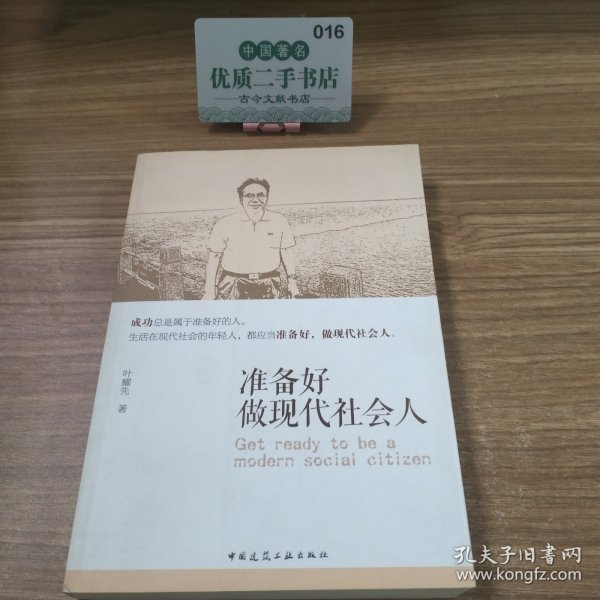 016
中国著名
优质二手书店
古今文献书店
成功总是属于准备好的人。
生活在现代社会的年轻人，都应当准备好，做现代社会人。
叶耀先 著
准备好
做现代社会人
Get ready to be a
modern social citizen
中国建筑工业出版社
孔夫子旧书网
www.kongfz.com